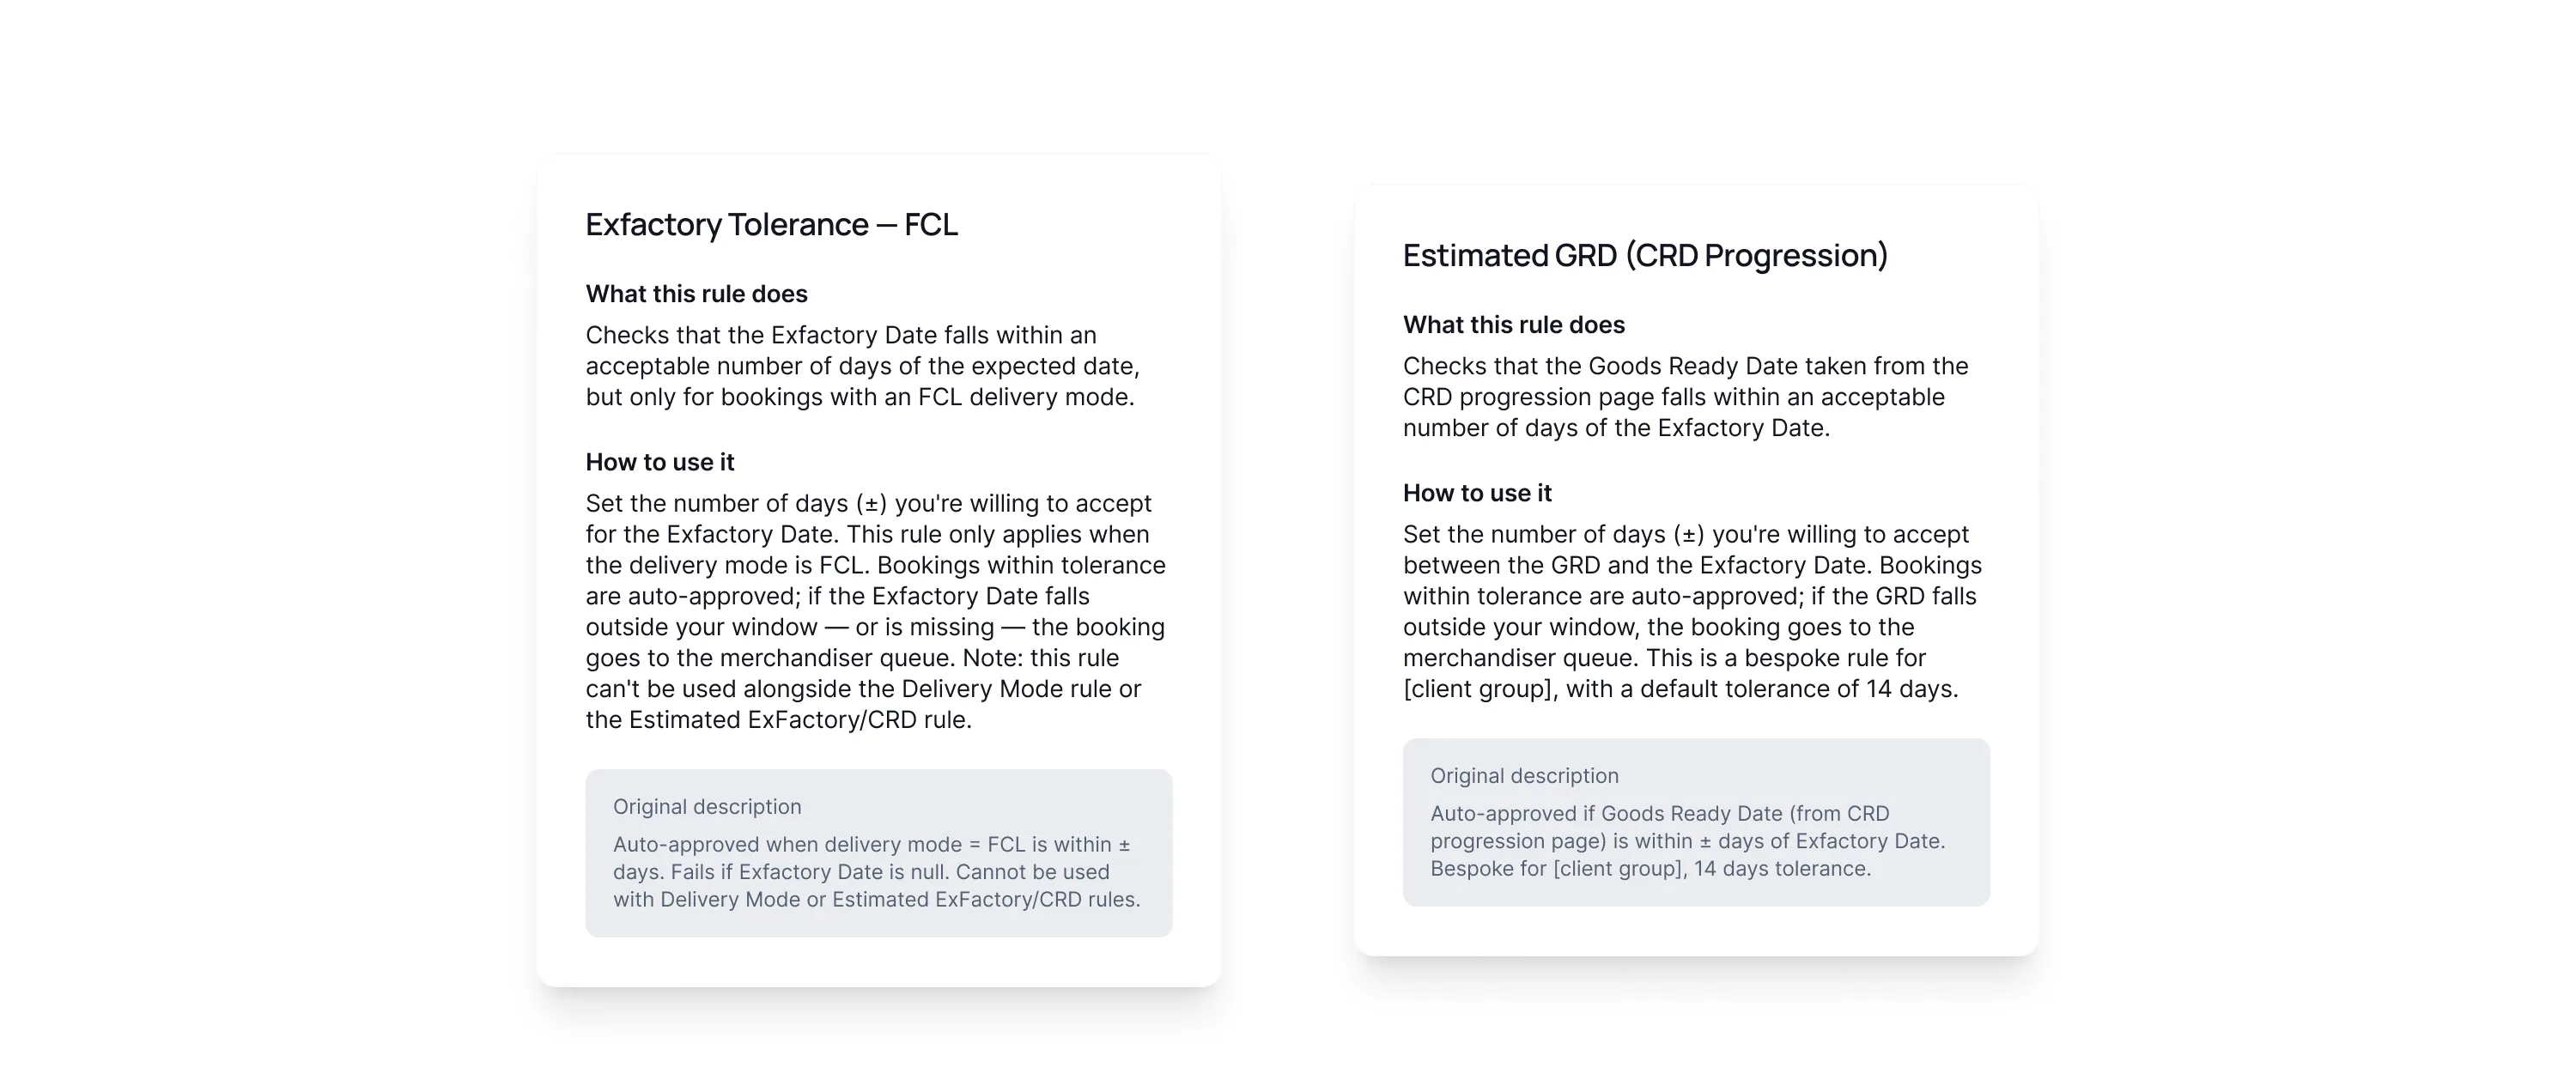 Exfactory Tolerance — FCL
What this rule does
Checks that the Exfactory Date falls within an
acceptable number of days of the expected date,
but only for bookings with an FCL delivery mode.
How to use it
Set the number of days (±) you're willing to accept
for the Exfactory Date. This rule only applies when
the delivery mode is FCL. Bookings within tolerance
are auto-approved; if the Exfactory Date falls
outside your window — or is missing — the booking
goes to the merchandiser queue. Note: this rule
can't be used alongside the Delivery Mode rule or
the Estimated ExFactory/CRD rule.
Original description
Auto-approved when delivery mode = FCL is within ±
days. Fails if Exfactory Date is null. Cannot be used
with Delivery Mode or Estimated ExFactory/CRD rules.
Estimated GRD (CRD Progression)
What this rule does
Checks that the Goods Ready Date taken from the
CRD progression page falls within an acceptable
number of days of the Exfactory Date.
How to use it
Set the number of days (±) you're willing to accept
between the GRD and the Exfactory Date. Bookings
within tolerance are auto-approved; if the GRD falls
outside your window, the booking goes to the
merchandiser queue. This is a bespoke rule for
[client group], with a default tolerance of 14 days.
Original description
Auto-approved if Goods Ready Date (from CRD
progression page) is within ± days of Exfactory Date.
Bespoke for [client group], 14 days tolerance.